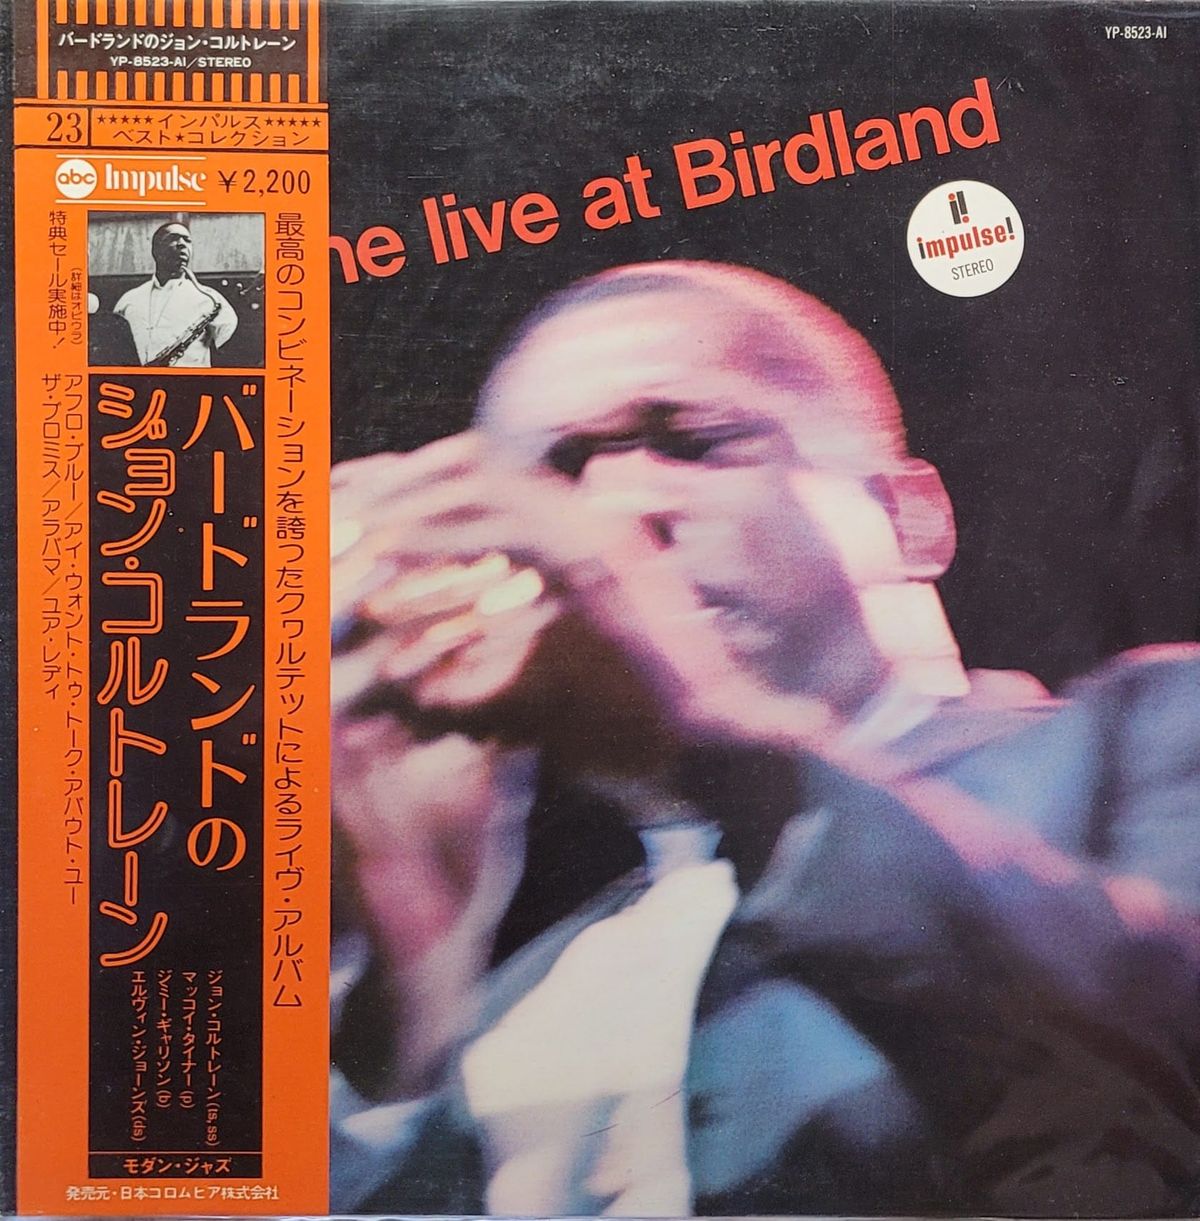 バードランドのジョン・コルトレーン
YP-8523-AI/STEREO
23
★★★★★インパルス★★★★★
ベスト★コレクション
abc Impulse ¥2,200
最高のコンビネーションを誇ったクヮルテットによるライヴ・アルバム
特典セール実施中!
(詳細はオビウラ)
バードランドの
ジョン・コルトレーン
アフロ・ブルー/アイ・ウォント・トゥ・トーク・アバウト・ユー
ザ・プロミス/アラバマ/ユア・レディ
ジョン・コルトレーン(ts,ss)
マッコイ・タイナー(p)
ジミー・ギャリソン(b)
エルヴィン・ジョーンズ(ds)
モダン・ジャズ
発売元・日本コロムビア株式会社
YP-8523-AI
ne live at Birdland
i!
impulse!
STEREO